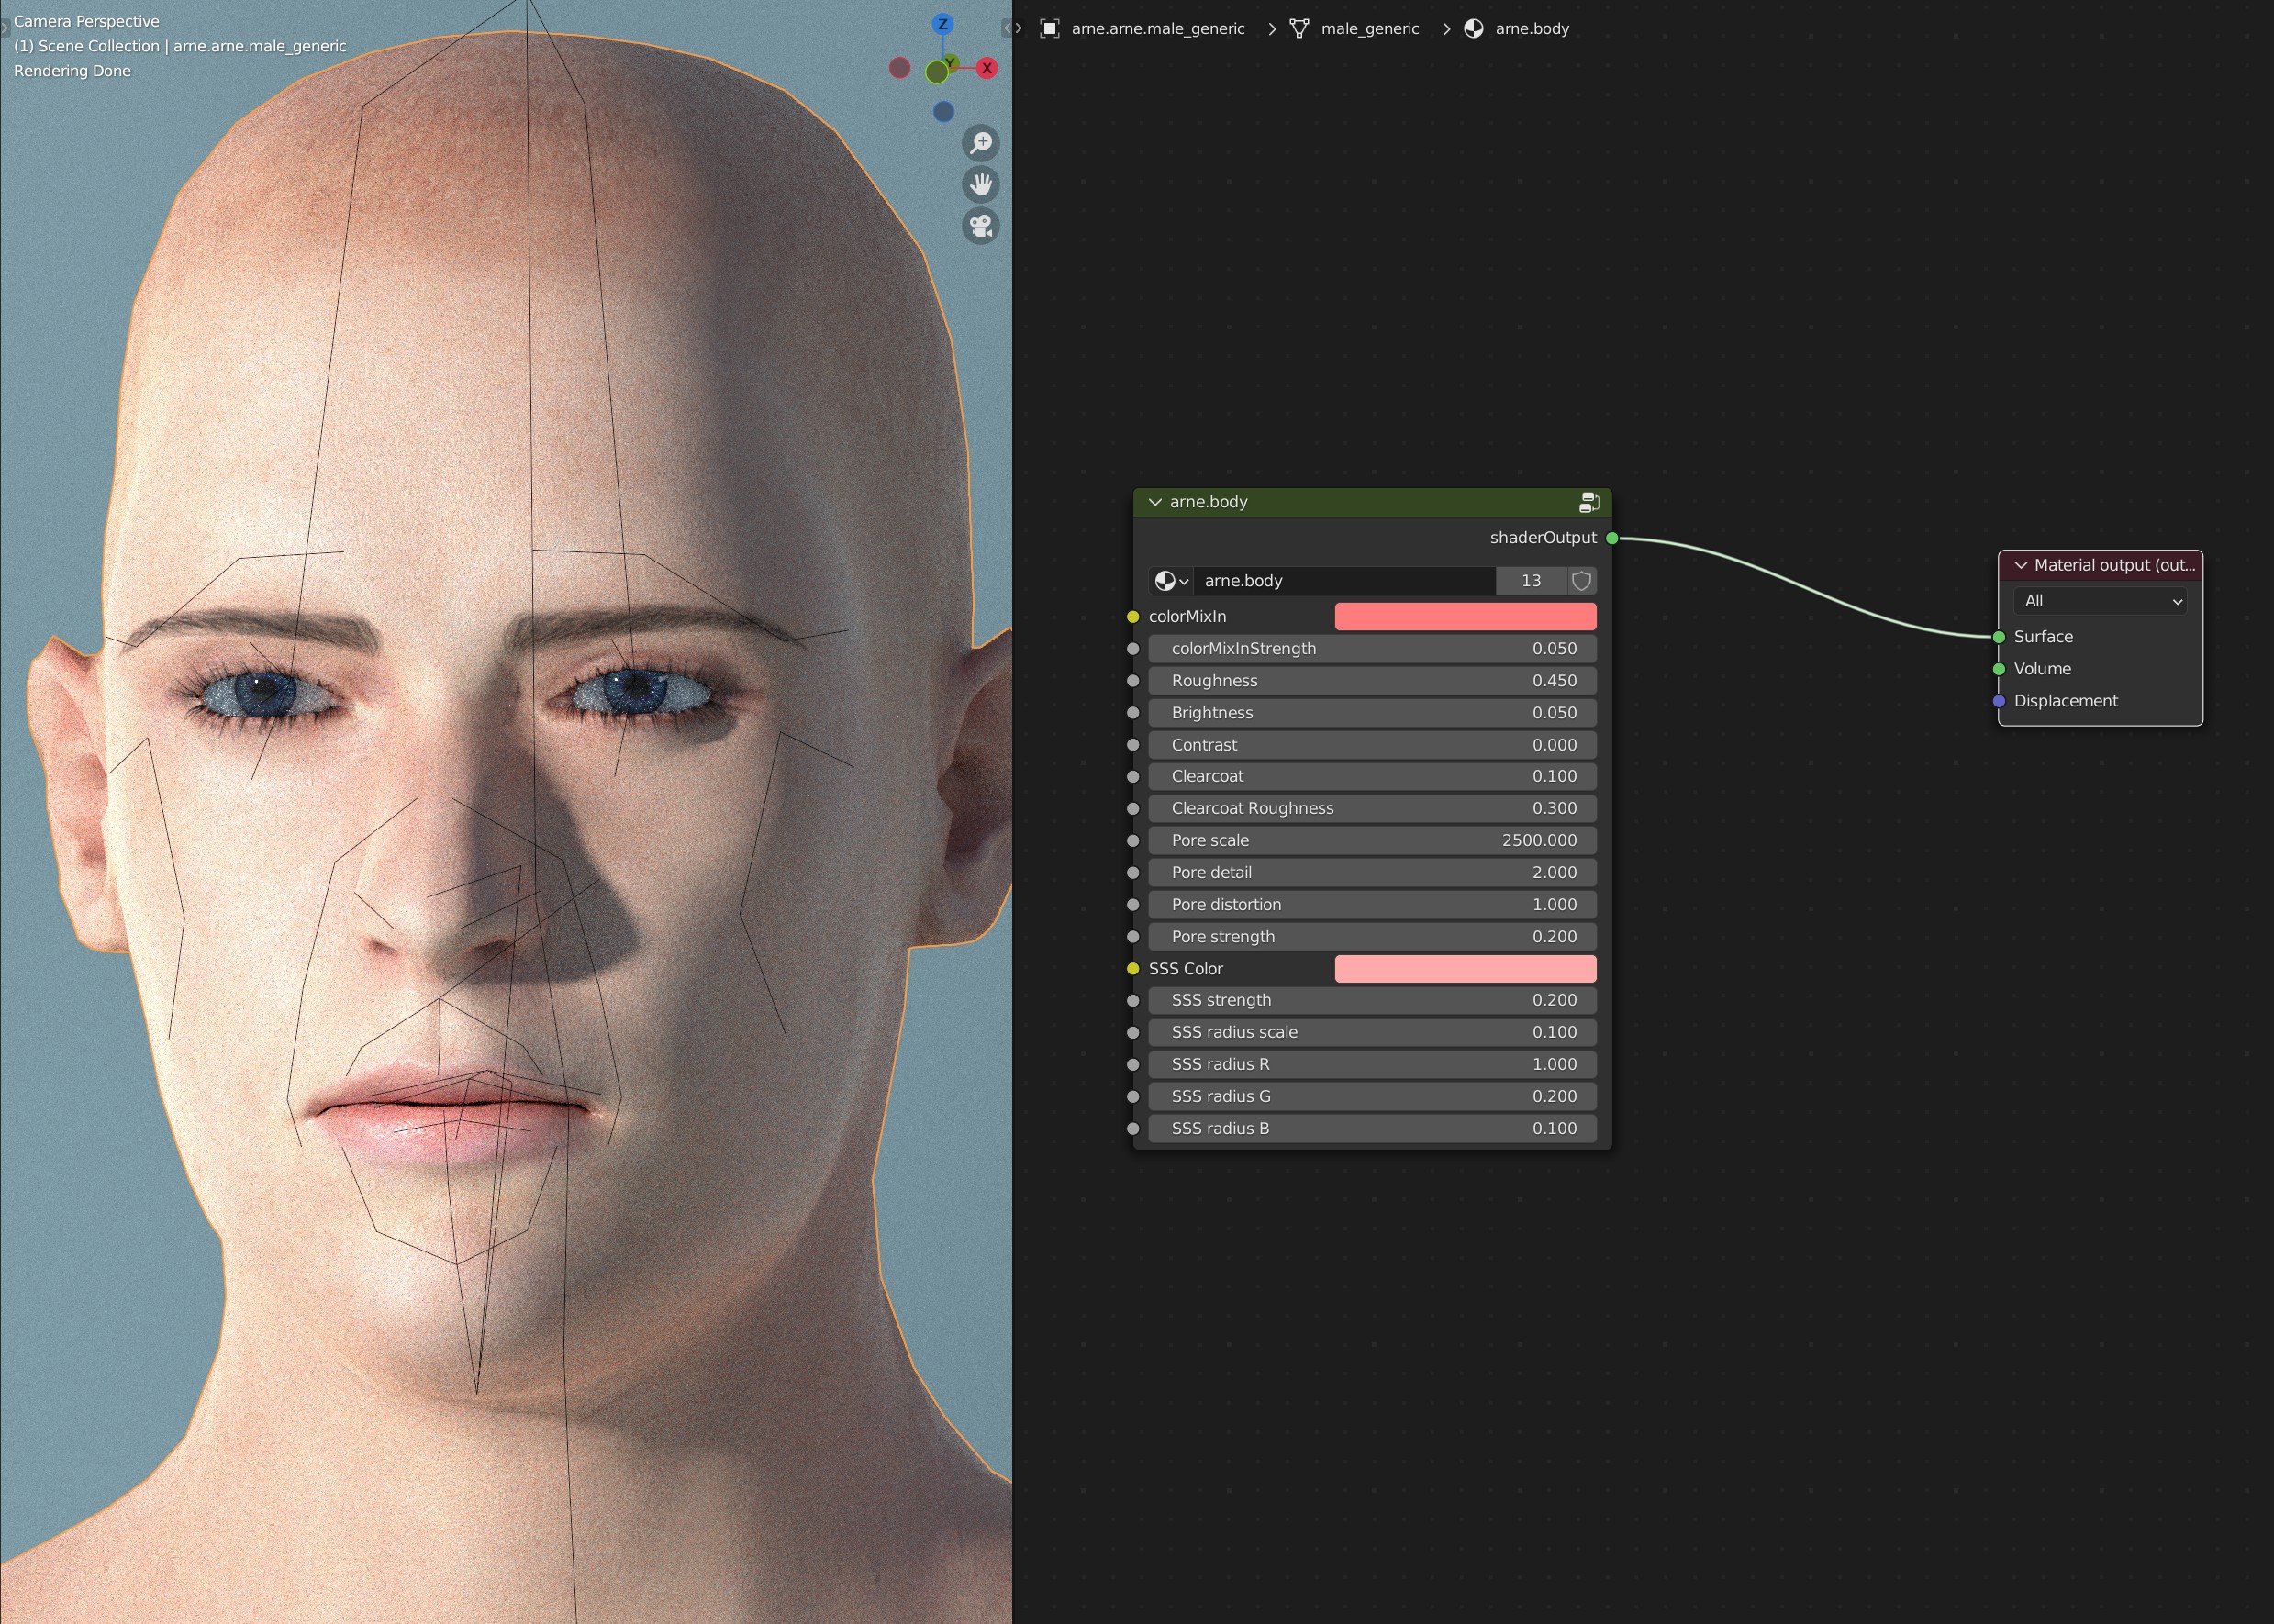 Camera Perspective
(1) Scene Collection | arne.arne.male_generic
Rendering Done
Z
Y
X
arne.arne.male_generic > male_generic > arne.body
arne.body
shaderOutput
arne.body 13
colorMixIn
colorMixInStrength 0.050
Roughness 0.450
Brightness 0.050
Contrast 0.000
Clearcoat 0.100
Clearcoat Roughness 0.300
Pore scale 2500.000
Pore detail 2.000
Pore distortion 1.000
Pore strength 0.200
SSS Color
SSS strength 0.200
SSS radius scale 0.100
SSS radius R 1.000
SSS radius G 0.200
SSS radius B 0.100
Material output (out...
All
Surface
Volume
Displacement